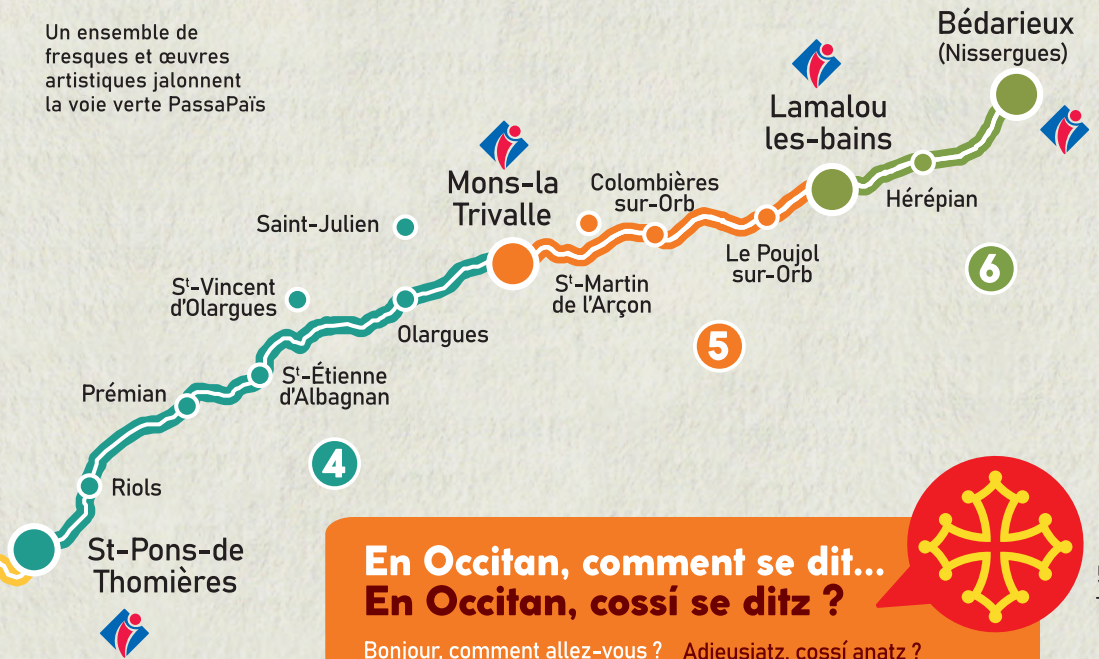 Un ensemble de
fresques et œuvres
artistiques jalonnent
la voie verte PassaPaïs
Bédarieux
(Nissergues)
Lamalou
les-bains
Hérépian
6
Mons-la
Trivalle
Colombières
sur-Orb
Le Poujol
sur-Orb
Sᵗ-Martin
de l'Arçon
5
Saint-Julien
Sᵗ-Vincent
d'Olargues
Olargues
Sᵗ-Étienne
d'Albagnan
Prémian
4
Riols
St-Pons-de
Thomières
En Occitan, comment se dit...
En Occitan, cossí se ditz ?
Bonjour, comment allez-vous ? Adieusiatz, cossí anatz ?